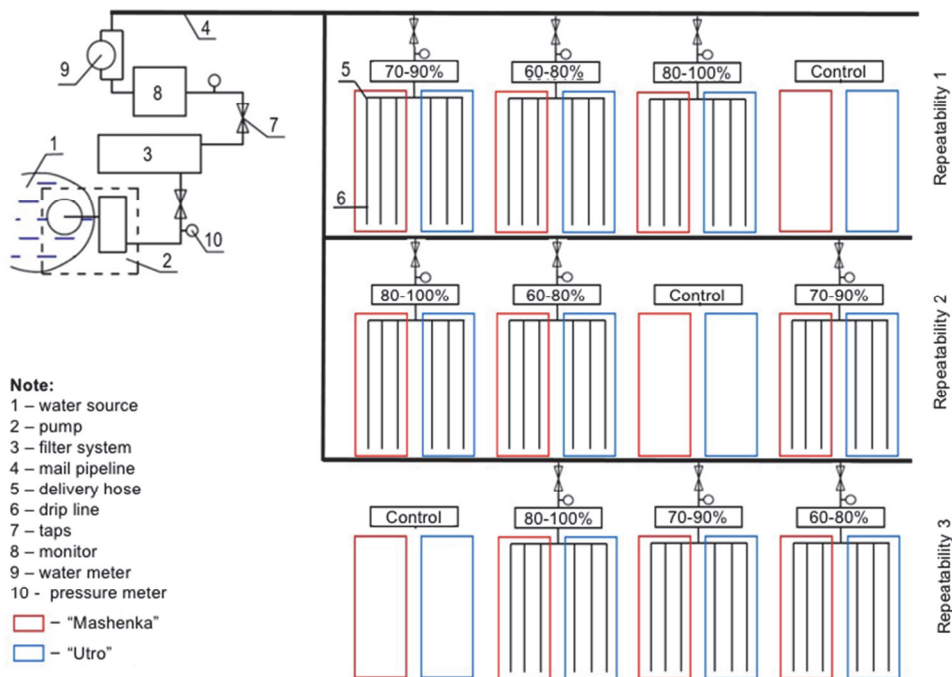 4
9
8
7
3
1
2
10
5
6
70-90%
60-80%
80-100%
Control
Repeatability 1
80-100%
60-80%
Control
70-90%
Repeatability 2
Control
80-100%
70-90%
60-80%
Repeatability 3
Note:
1 – water source
2 – pump
3 – filter system
4 – mail pipeline
5 – delivery hose
6 – drip line
7 – taps
8 – monitor
9 – water meter
10 - pressure meter
– “Mashenka”
– “Utro”